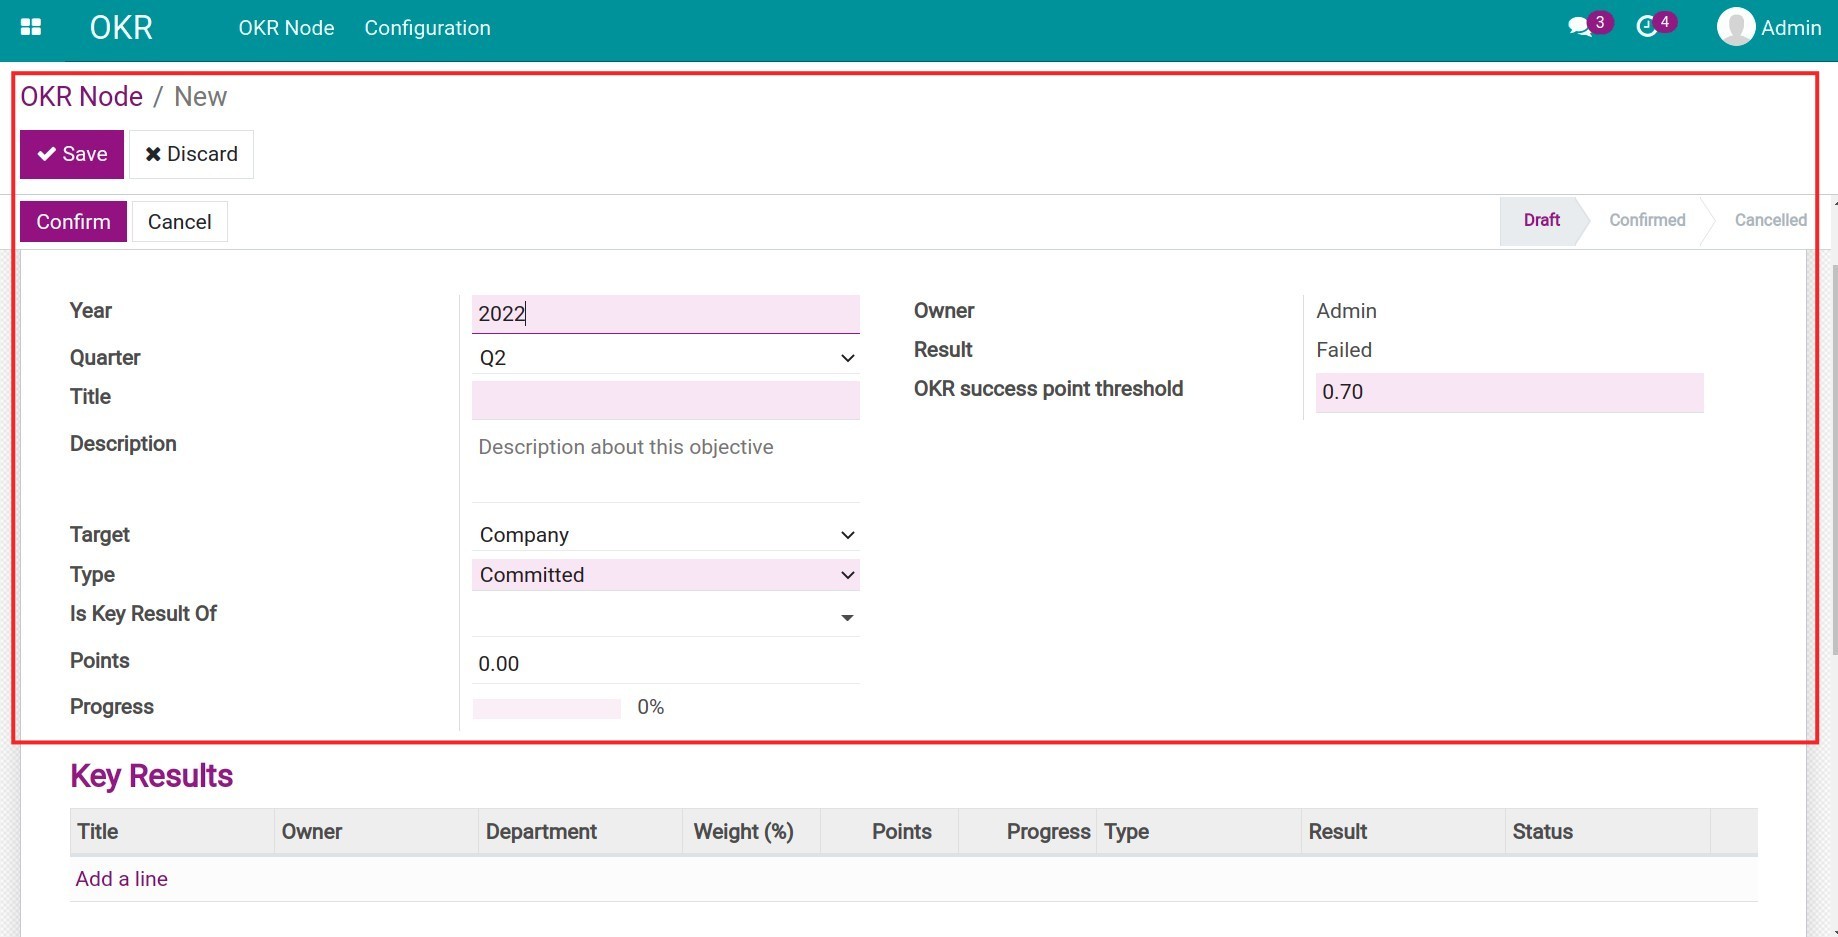 OKR OKR Node Configuration 3 4 Admin
OKR Node / New
Save Discard
Confirm Cancel Draft Confirmed Cancelled
Year 2022 Owner Admin
Quarter Q2 Result Failed
Title OKR success point threshold 0.70
Description Description about this objective
Target Company
Type Committed
Is Key Result Of
Points 0.00
Progress 0%
Key Results
Title Owner Department Weight (%) Points Progress Type Result Status
Add a line